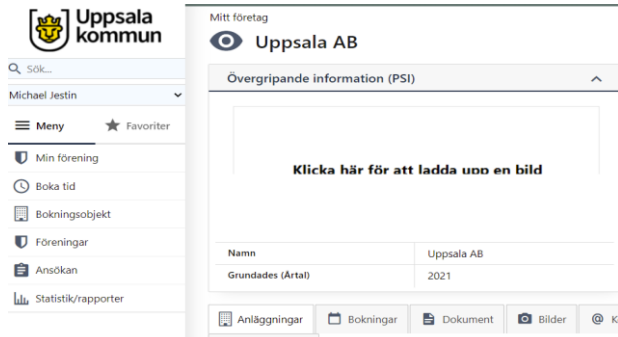 Uppsala
kommun
Sök...
Michael Jestin
Meny
Favoriter
Min förening
Boka tid
Bokningsobjekt
Föreningar
Ansökan
Statistik/rapporter
Mitt företag
Uppsala AB
Övergripande information (PSI)
Klicka här för att ladda upp en bild
Namn Uppsala AB
Grundades (Årtal) 2021
Anläggningar Bokningar Dokument Bilder @